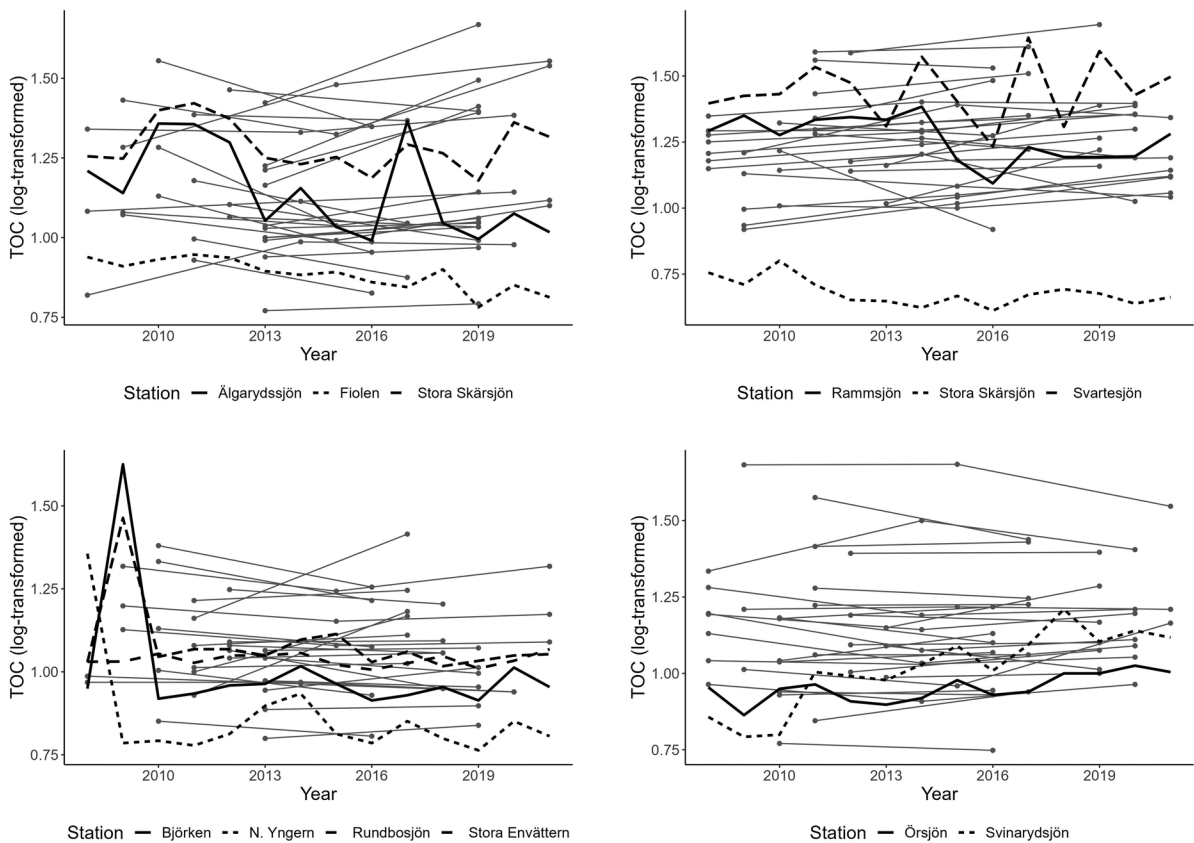 TOC (log-transformed)
1.50
1.25
1.00
0.75
2010 2013 2016 2019
Year
Station Älgarydssjön Fiolen Stora Skärsjön
TOC (log-transformed)
1.50
1.25
1.00
0.75
2010 2013 2016 2019
Year
Station Rammsjön Stora Skärsjön Svartesjön
TOC (log-transformed)
1.50
1.25
1.00
0.75
2010 2013 2016 2019
Year
Station Björken N. Yngern Rundbosjön Stora Envättern
TOC (log-transformed)
1.50
1.25
1.00
0.75
2010 2013 2016 2019
Year
Station Örsjön Svinarydsjön